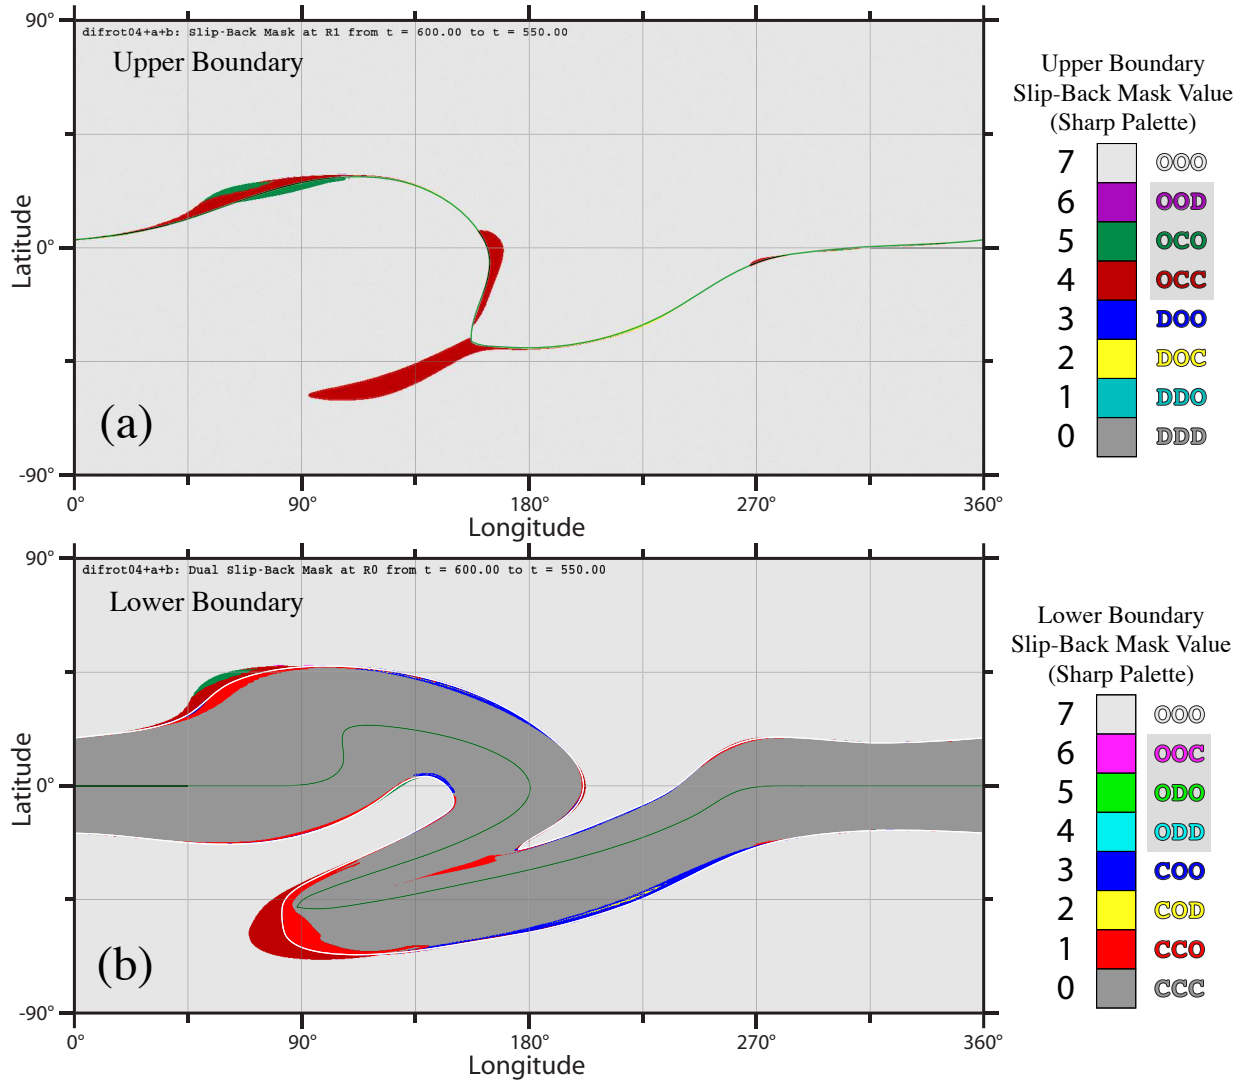 90°
difrot04+a+b: Slip-Back Mask at R1 from t = 600.00 to t = 550.00
Upper Boundary
Latitude
0°
(a)
-90°
0°
90°
180°
270°
360°
Longitude
Upper Boundary
Slip-Back Mask Value
(Sharp Palette)
7 OOO
6 OOD
5 OCO
4 OCC
3 DOO
2 DOC
1 DDO
0 DDD
90°
difrot04+a+b: Dual Slip-Back Mask at R0 from t = 600.00 to t = 550.00
Lower Boundary
Latitude
0°
(b)
-90°
0°
90°
180°
270°
360°
Longitude
Lower Boundary
Slip-Back Mask Value
(Sharp Palette)
7 OOO
6 OOC
5 ODO
4 ODD
3 COO
2 COD
1 CCO
0 CCC